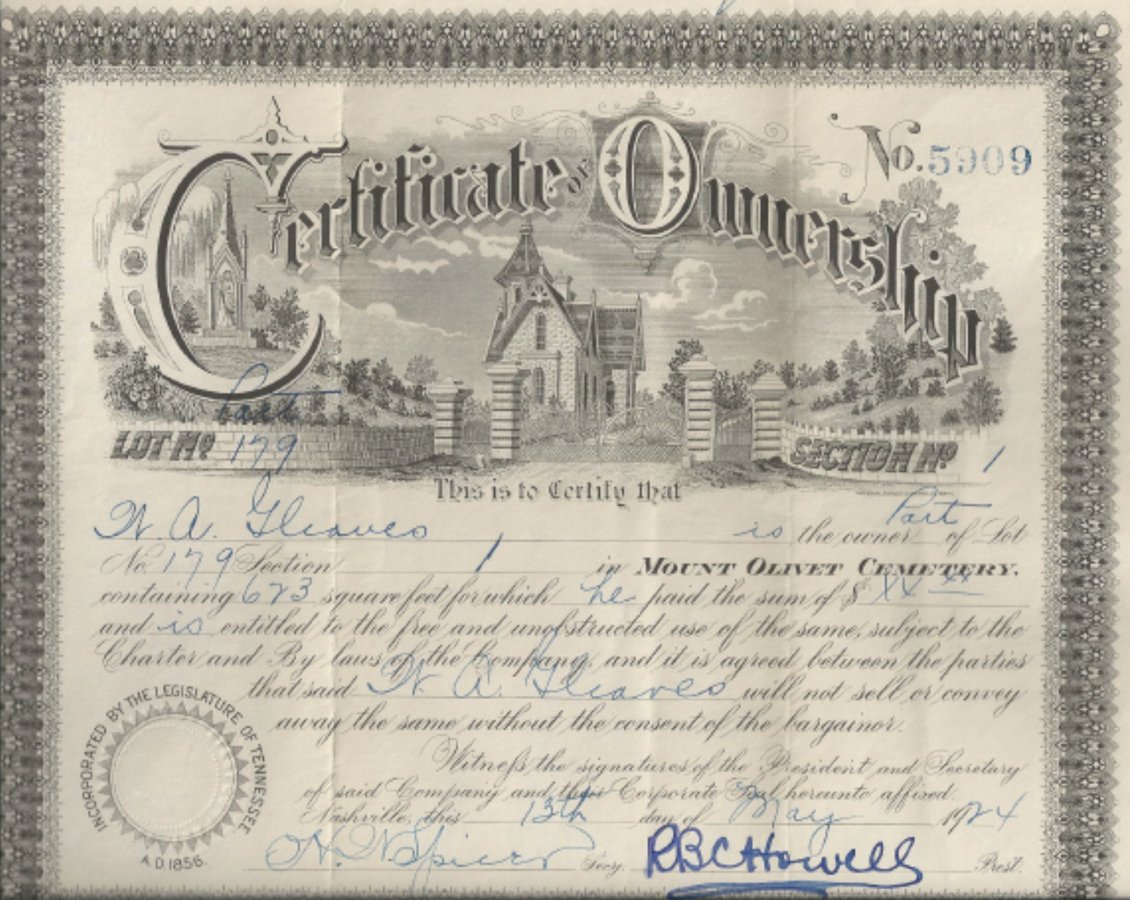 Certificate of Ownership
No. 5909
Part
LOT No 179
SECTION No 1
This is to Certify that
W. A. Gleaves is the owner Part of Lot
No. 179 Section 1 in MOUNT OLIVET CEMETERY.
containing 673 square feet for which he paid the sum of $ XX xx
and is entitled to the free and unobstructed use of the same, subject to the
Charter and By laws of the Company, and it is agreed between the parties
that said W. A. Gleaves will not sell or convey
away the same without the consent of the bargainor.
Witness the signatures of the President and Secretary
of said Company and the Corporate Seal hereunto affixed.
Nashville, this 13th day of May 1924
Secry. RBCHowell Prest.
INCORPORATED BY THE LEGISLATURE OF TENNESSEE
A.D 1856.